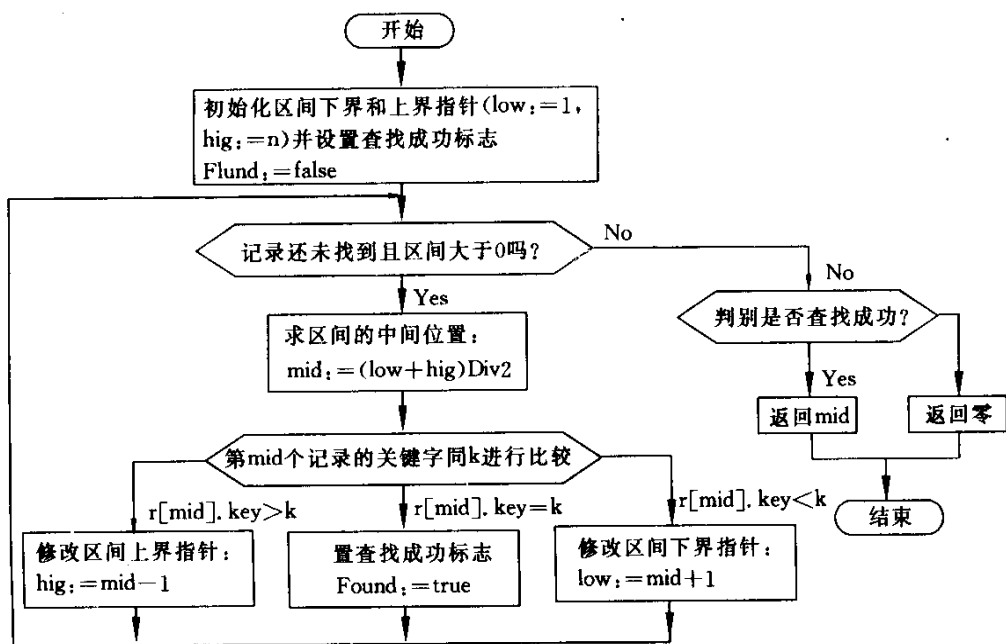 开始
初始化区间下界和上界指针(low:=1,
hig:=n)并设置查找成功标志
Flund:=false
记录还未找到且区间大于0吗?
No
Yes
No
求区间的中间位置:
mid:=(low+hig)Div2
判别是否查找成功?
Yes
返回mid
返回零
第mid个记录的关键字同k进行比较
r[mid].key>k
r[mid].key=k
r[mid].key<k
结束
修改区间上界指针:
hig:=mid-1
置查找成功标志
Found:=true
修改区间下界指针:
low:=mid+1